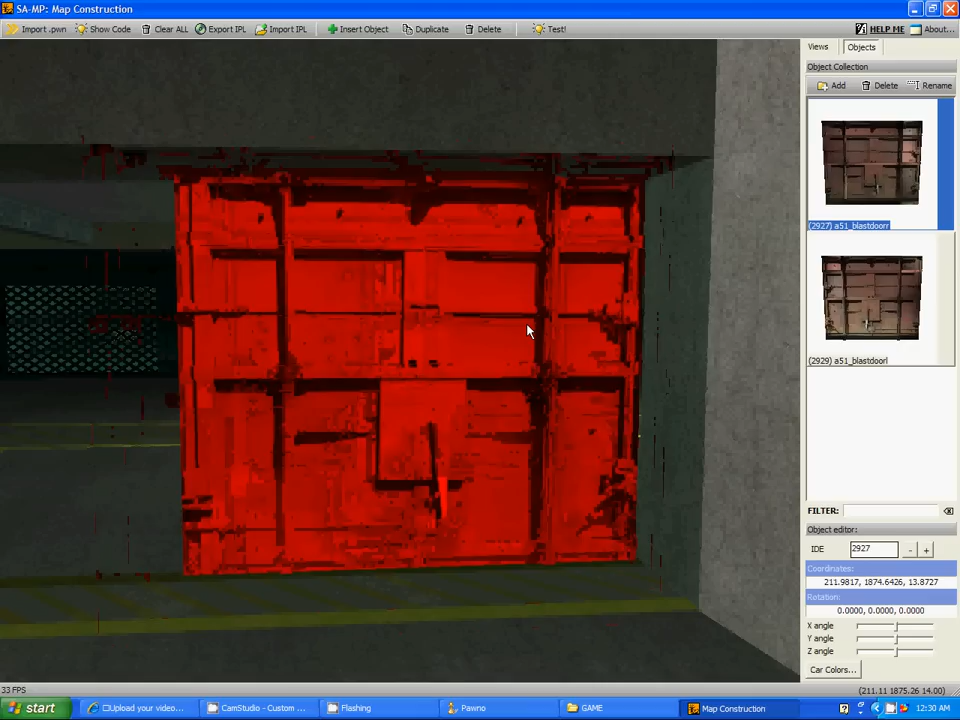 SA-MP: Map Construction
Import .pwn Show Code Clear ALL Export IPL Import IPL Insert Object Duplicate Delete Test! HELP ME About...
Views Objects
Object Collection
Add Delete Rename
(2927) a51_blastdoorr
(2929) a51_blastdoorl
FILTER:
Object editor:
IDE 2927 - +
Coordinates:
211.9817, 1874.6426, 13.8727
Rotation:
0.0000, 0.0000, 0.0000
X angle
Y angle
Z angle
Car Colors...
33 FPS (211.11 1875.26 14.00)
start Upload your video... CamStudio - Custom ... Flashing Pawno GAME Map Construction 12:30 AM